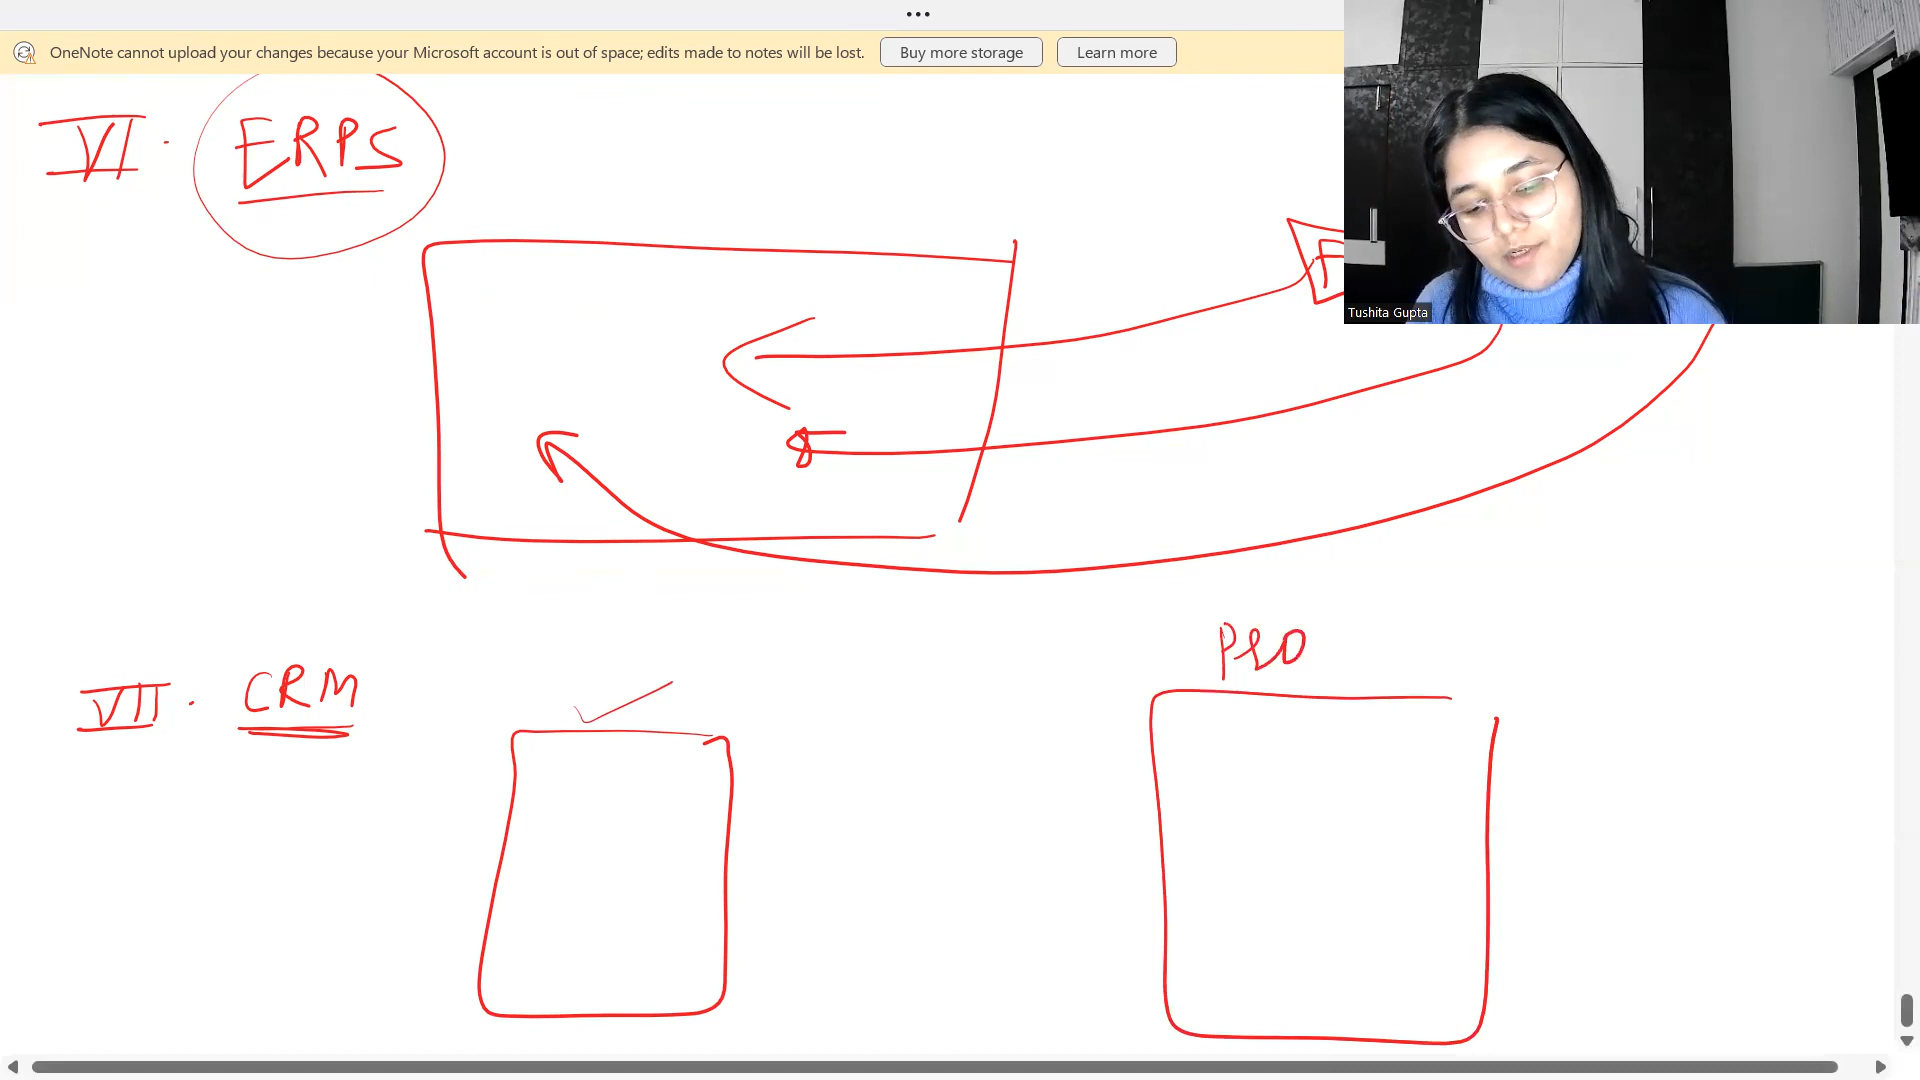 ...
OneNote cannot upload your changes because your Microsoft account is out of space; edits made to notes will be lost.
Buy more storage
Learn more
VI. ERPS
F
Tushita Gupta
VII. CRM